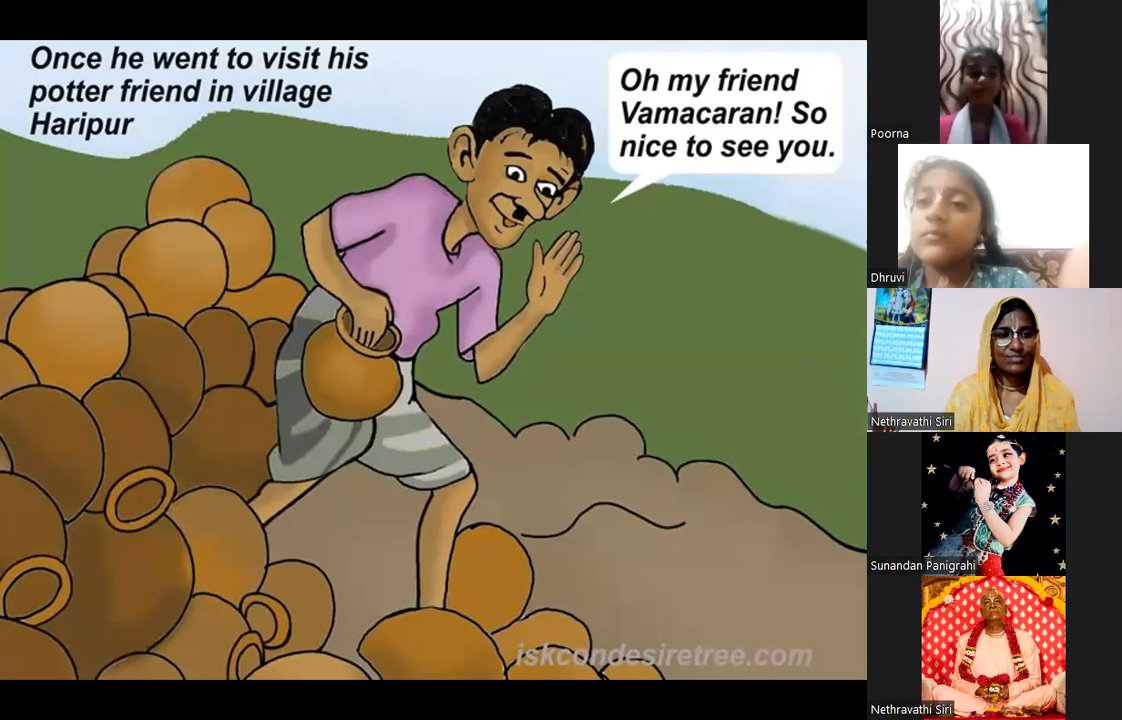 Once he went to visit his
potter friend in village
Haripur
Oh my friend
Vamacaran! So
nice to see you.
iskcondesiretree.com
Poorna
Dhruvi
Nethravathi Siri
Sunandan Panigrahi
Nethravathi Siri